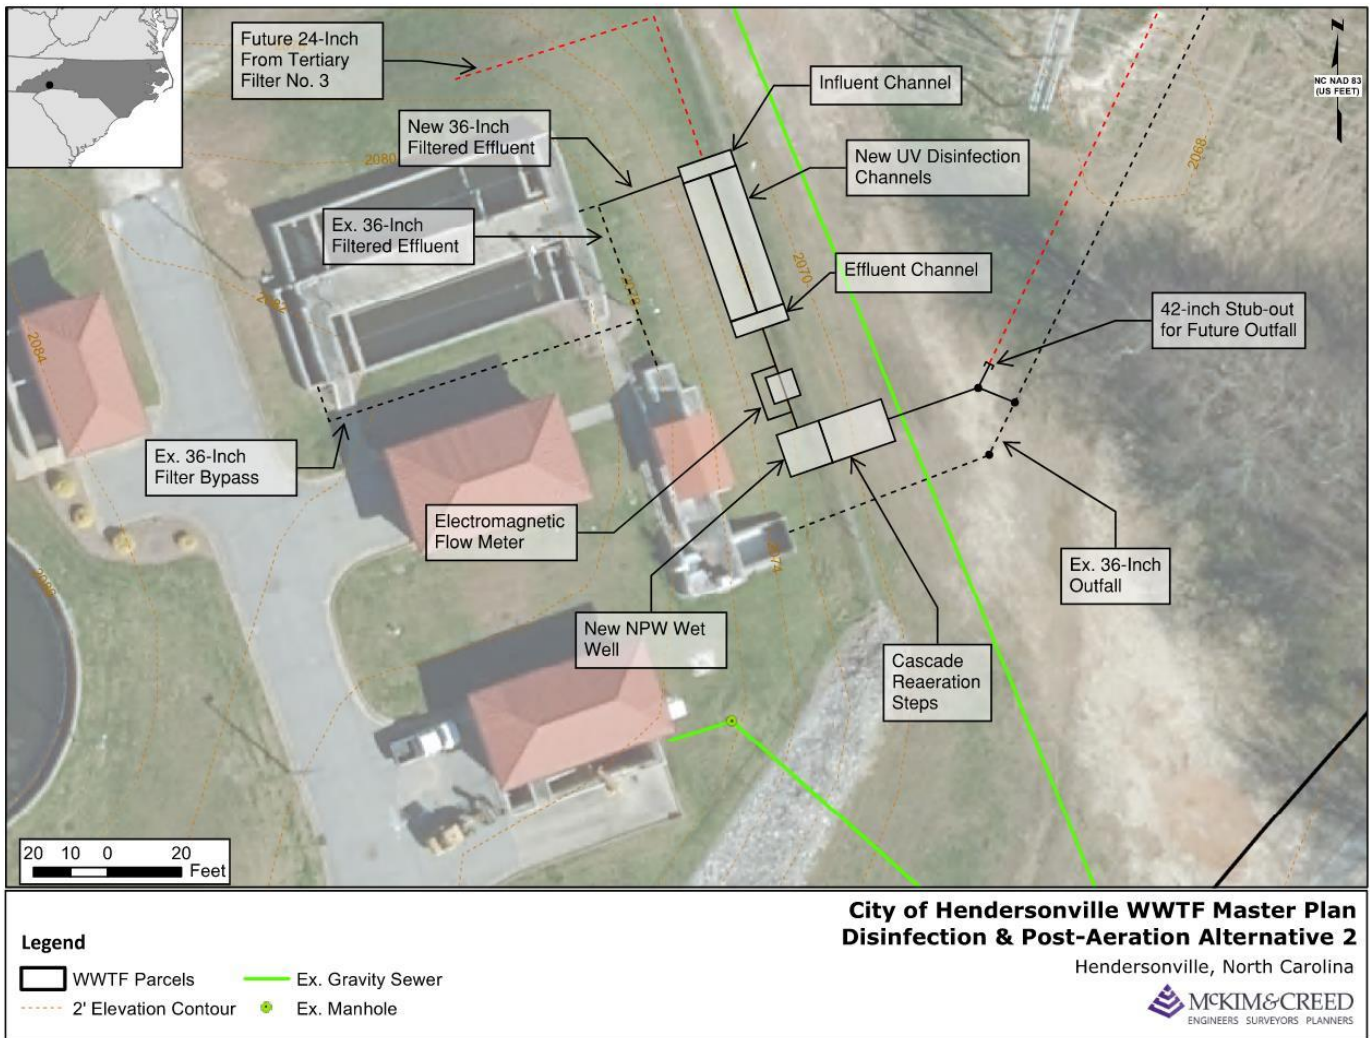 Future 24-Inch
From Tertiary
Filter No. 3
Influent Channel
NC NAD 83
(US FEET)
New 36-Inch
Filtered Effluent
New UV Disinfection
Channels
2080
2068
Ex. 36-Inch
Filtered Effluent
Effluent Channel
2070
2082
42-inch Stub-out
for Future Outfall
2084
Ex. 36-Inch
Filter Bypass
Electromagnetic
Flow Meter
2074
Ex. 36-Inch
Outfall
New NPW Wet
Well
Cascade
Reaeration
Steps
20 10 0 20
Feet
City of Hendersonville WWTF Master Plan
Disinfection & Post-Aeration Alternative 2
Hendersonville, North Carolina
Legend
WWTF Parcels
Ex. Gravity Sewer
2' Elevation Contour
Ex. Manhole
McKIM&CREED
ENGINEERS SURVEYORS PLANNERS